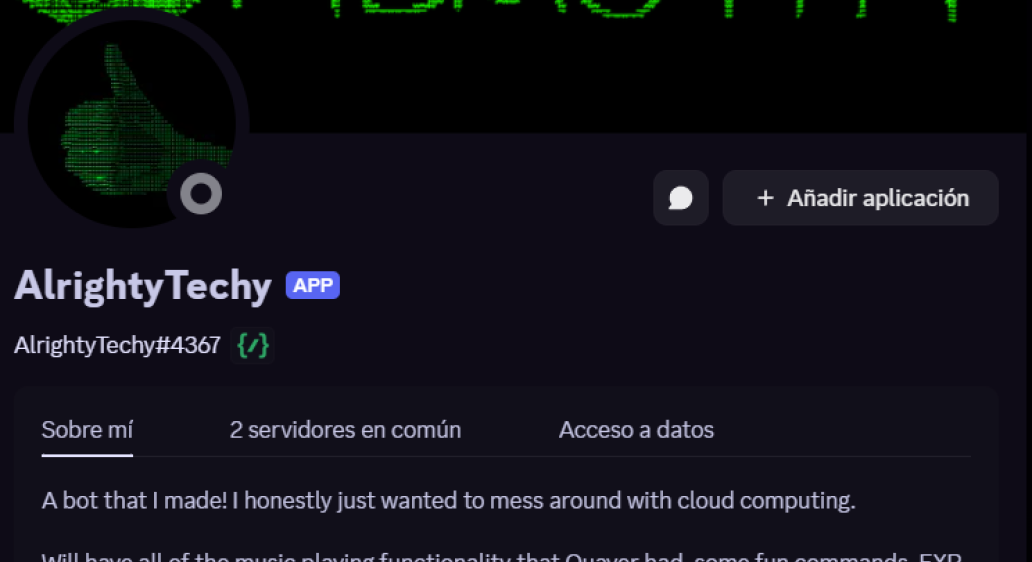 + Añadir aplicación
AlrightyTechy APP
AlrightyTechy#4367 {/}
Sobre mí 2 servidores en común Acceso a datos
A bot that I made! I honestly just wanted to mess around with cloud computing.
Will have all of the music playing functionality that Quaver had, some fun commands, EXP